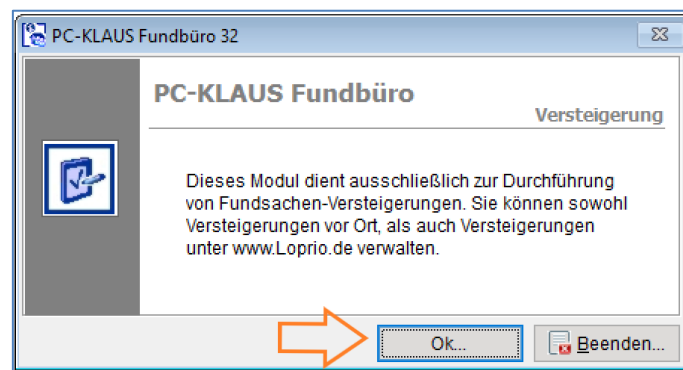 PC-KLAUS Fundbüro 32
PC-KLAUS Fundbüro
Versteigerung
Dieses Modul dient ausschließlich zur Durchführung
von Fundsachen-Versteigerungen. Sie können sowohl
Versteigerungen vor Ort, als auch Versteigerungen
unter www.Loprio.de verwalten.
Ok...
Beenden...